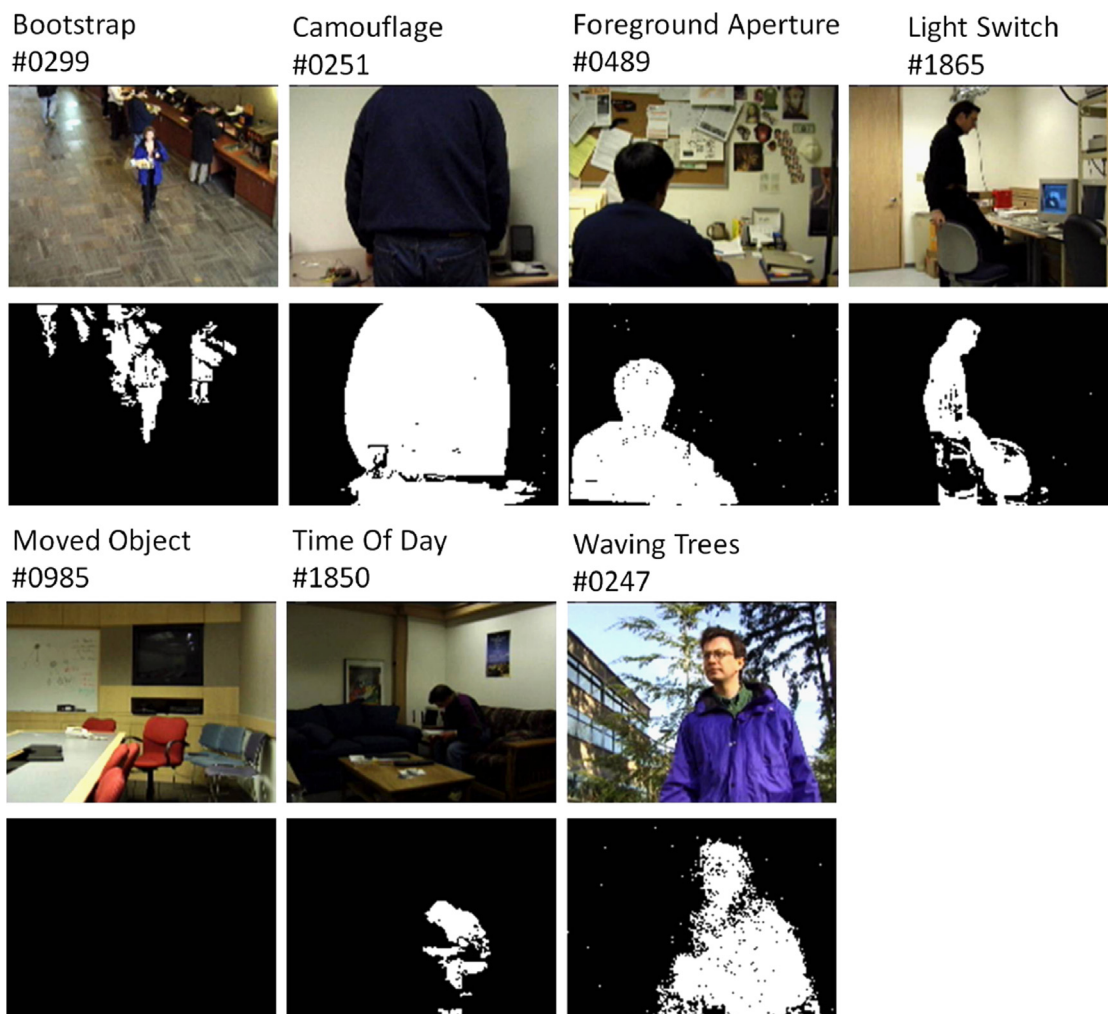 Bootstrap
#0299
Camouflage
#0251
Foreground Aperture
#0489
Light Switch
#1865
Moved Object
#0985
Time Of Day
#1850
Waving Trees
#0247